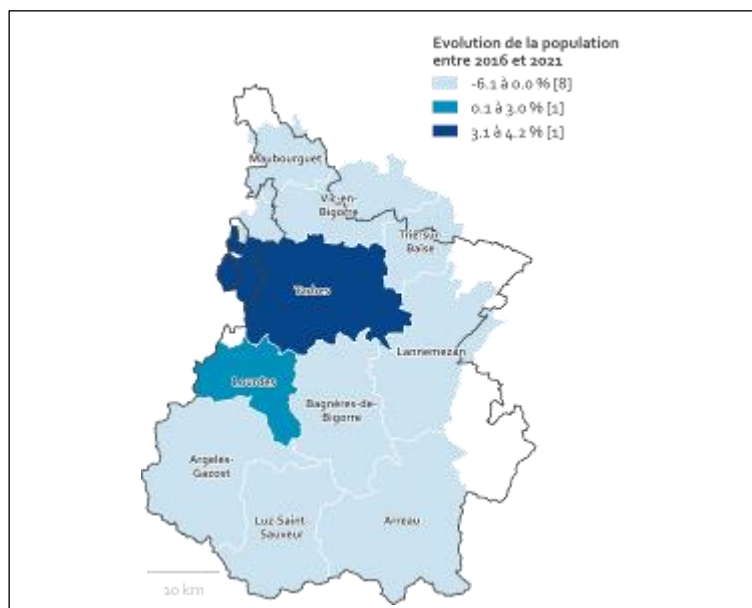 Evolution de la population
entre 2016 et 2021
-6.1 à 0.0 % [8]
0.1 à 3.0 % [1]
3.1 à 4.2 % [1]
Maubourguet
Vic-en-
Bigorre
Trie-sur
Baïse
Tarbes
Lannemezan
Lourdes
Bagnères-de-
Bigorre
Argelès-
Gazost
Luz-Saint
Sauveur
Arreau
20 km